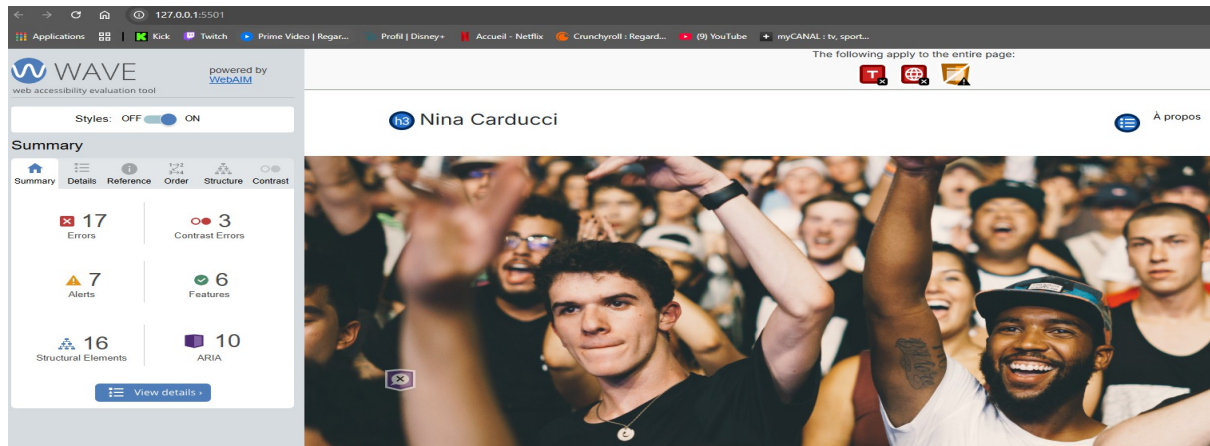 127.0.0.1:5501
Applications Kick Twitch Prime Video | Regar... Profil | Disney+ Accueil - Netflix Crunchyroll : Regard... (9) YouTube myCANAL : tv, sport...
The following apply to the entire page:
WAVE
powered by
WebAIM
web accessibility evaluation tool
Styles: OFF ON
h3 Nina Carducci
À propos
Summary
Summary Details Reference Order Structure Contrast
17
Errors
3
Contrast Errors
7
Alerts
6
Features
16
Structural Elements
10
ARIA
View details ›